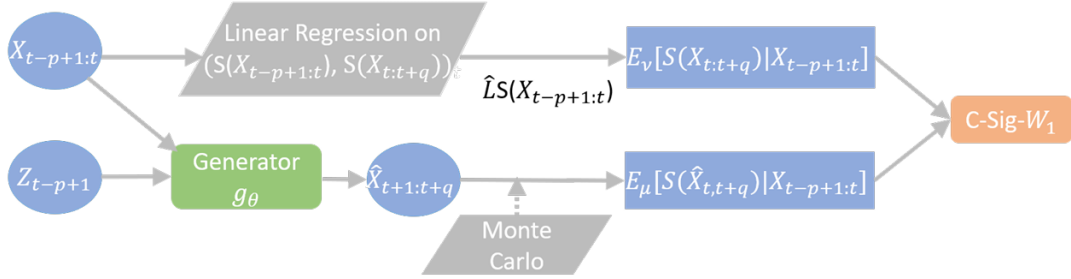 X_{t-p+1:t}
Linear Regression on
(S(X_{t-p+1:t}), S(X_{t:t+q}))_t
L̂S(X_{t-p+1:t})
E_ν[S(X_{t:t+q})|X_{t-p+1:t}]
C-Sig-W_1
Z_{t-p+1}
Generator
g_θ
X̂_{t+1:t+q}
E_μ[S(X̂_{t,t+q})|X_{t-p+1:t}]
Monte
Carlo